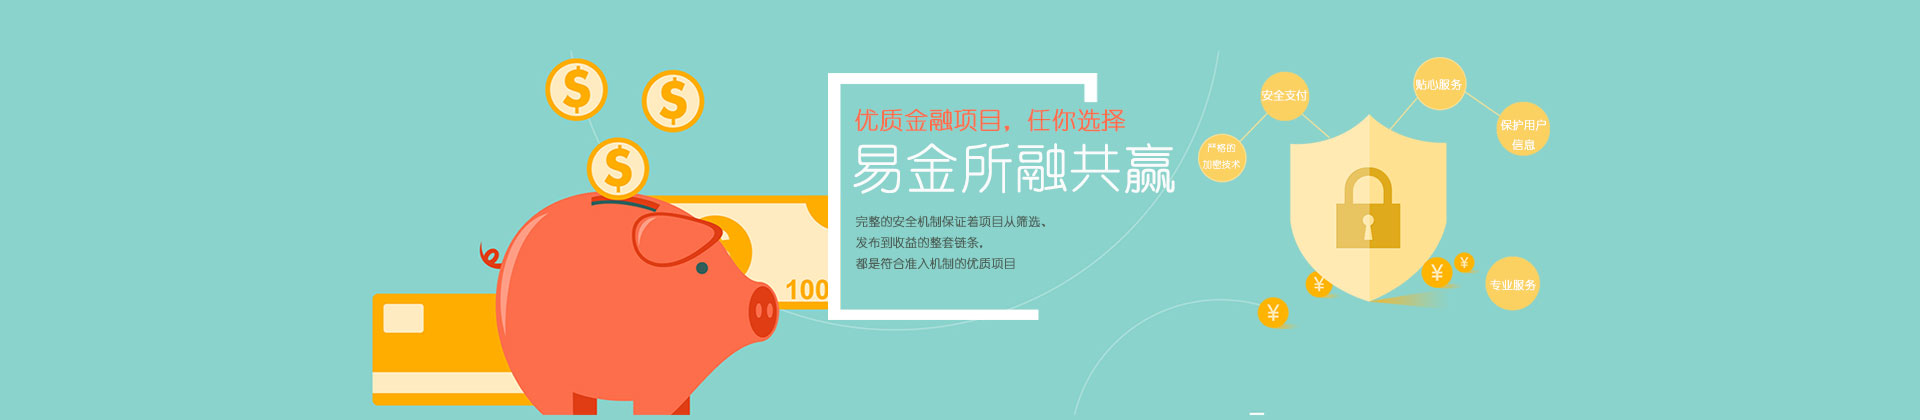 $
$
$
100
优质金融项目，任你选择
易金所融共赢
完整的安全机制保证着项目从筛选、
发布到收益的整套链条，
都是符合准入机制的优质项目
安全支付
贴心服务
保护用户
信息
严格的
加密技术
专业服务
¥
¥
¥
¥